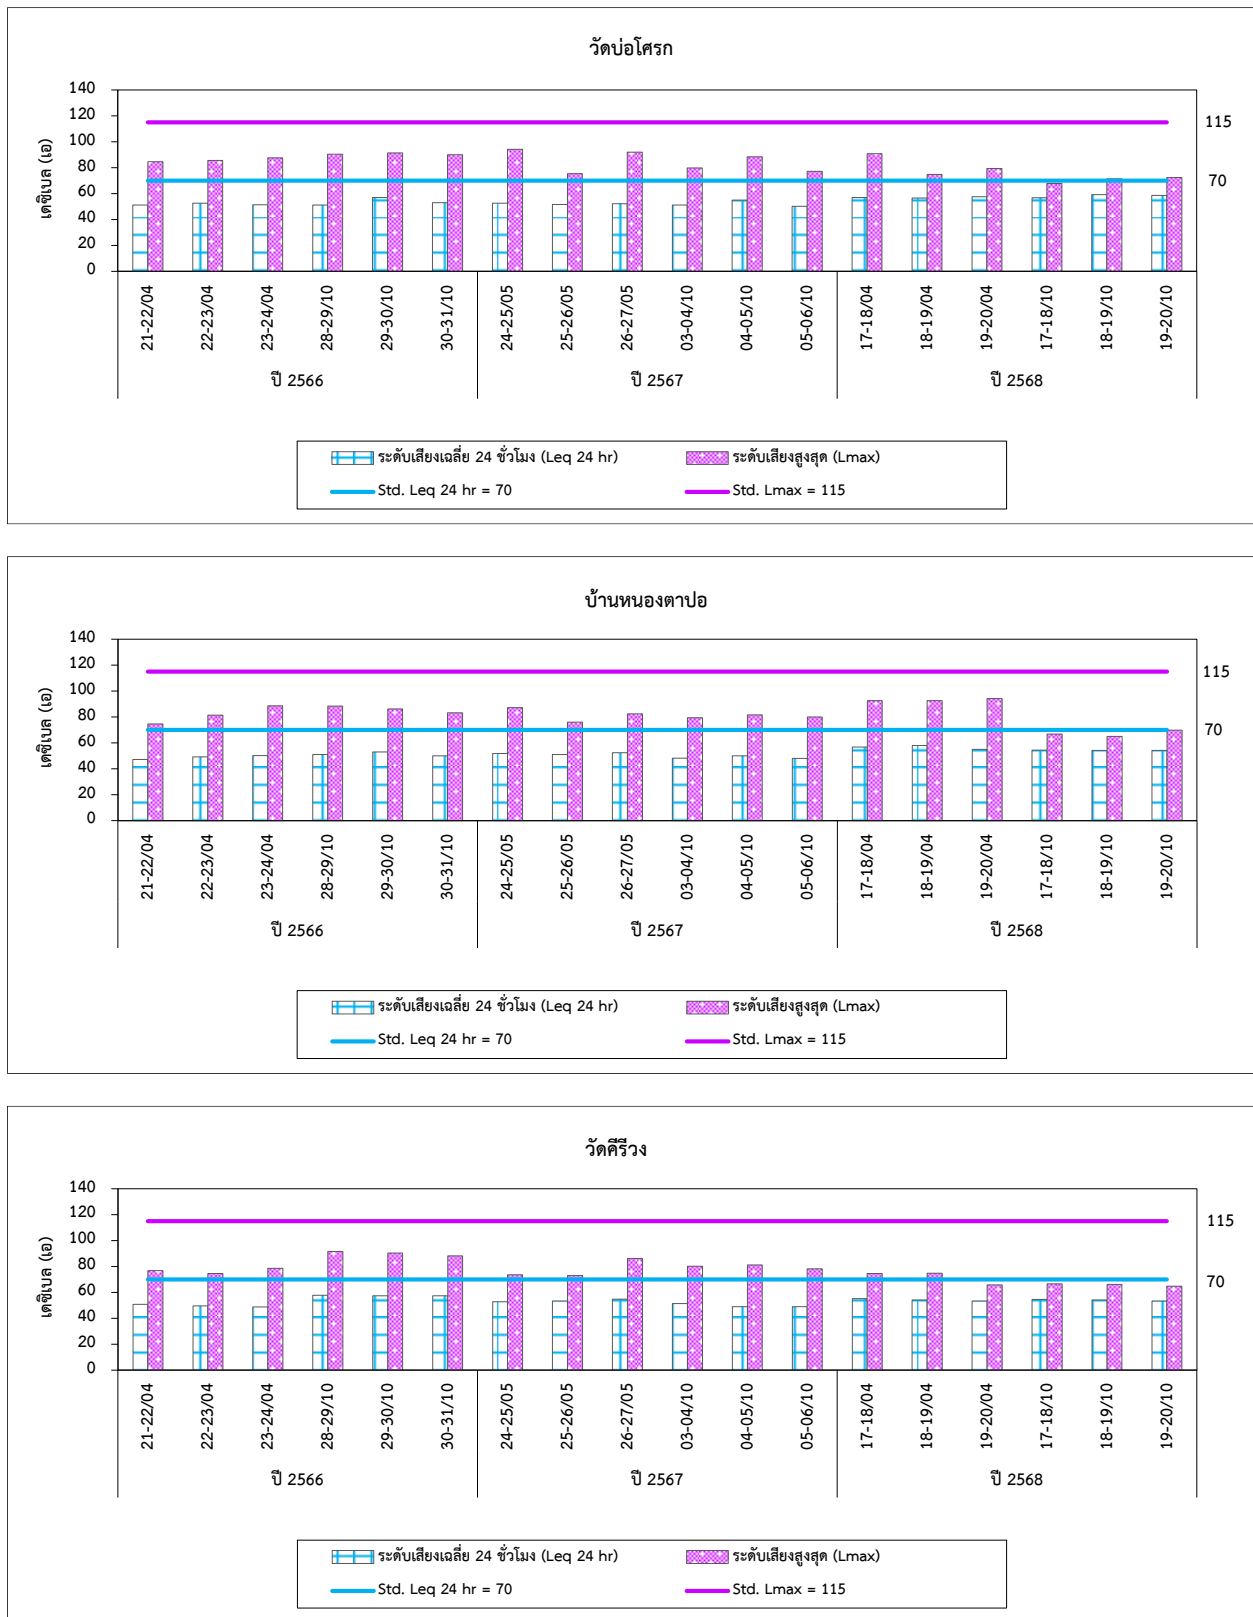 วัดบ่อโศรก
140
120
100
80
60
40
20
0
เดซิเบล (เอ)
115
70
21-22/04 22-23/04 23-24/04 28-29/10 29-30/10 30-31/10 24-25/05 25-26/05 26-27/05 03-04/10 04-05/10 05-06/10 17-18/04 18-19/04 19-20/04 17-18/10 18-19/10 19-20/10
ปี 2566 ปี 2567 ปี 2568
ระดับเสียงเฉลี่ย 24 ชั่วโมง (Leq 24 hr) ระดับเสียงสูงสุด (Lmax)
Std. Leq 24 hr = 70 Std. Lmax = 115
บ้านหนองตาปอ
140
120
100
80
60
40
20
0
เดซิเบล (เอ)
115
70
21-22/04 22-23/04 23-24/04 28-29/10 29-30/10 30-31/10 24-25/05 25-26/05 26-27/05 03-04/10 04-05/10 05-06/10 17-18/04 18-19/04 19-20/04 17-18/10 18-19/10 19-20/10
ปี 2566 ปี 2567 ปี 2568
ระดับเสียงเฉลี่ย 24 ชั่วโมง (Leq 24 hr) ระดับเสียงสูงสุด (Lmax)
Std. Leq 24 hr = 70 Std. Lmax = 115
วัดคีรีวง
140
120
100
80
60
40
20
0
เดซิเบล (เอ)
115
70
21-22/04 22-23/04 23-24/04 28-29/10 29-30/10 30-31/10 24-25/05 25-26/05 26-27/05 03-04/10 04-05/10 05-06/10 17-18/04 18-19/04 19-20/04 17-18/10 18-19/10 19-20/10
ปี 2566 ปี 2567 ปี 2568
ระดับเสียงเฉลี่ย 24 ชั่วโมง (Leq 24 hr) ระดับเสียงสูงสุด (Lmax)
Std. Leq 24 hr = 70 Std. Lmax = 115